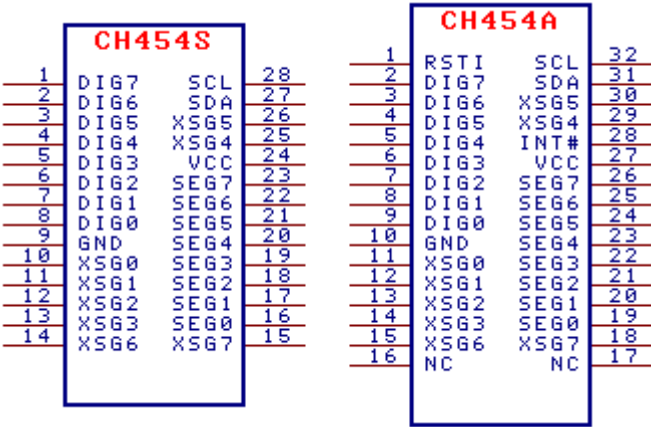 CH454S
1 DIG7 SCL 28
2 DIG6 SDA 27
3 DIG5 XSG5 26
4 DIG4 XSG4 25
5 DIG3 VCC 24
6 DIG2 SEG7 23
7 DIG1 SEG6 22
8 DIG0 SEG5 21
9 GND SEG4 20
10 XSG0 SEG3 19
11 XSG1 SEG2 18
12 XSG2 SEG1 17
13 XSG3 SEG0 16
14 XSG6 XSG7 15
CH454A
1 RSTI SCL 32
2 DIG7 SDA 31
3 DIG6 XSG5 30
4 DIG5 XSG4 29
5 DIG4 INT# 28
6 DIG3 VCC 27
7 DIG2 SEG7 26
8 DIG1 SEG6 25
9 DIG0 SEG5 24
10 GND SEG4 23
11 XSG0 SEG3 22
12 XSG1 SEG2 21
13 XSG2 SEG1 20
14 XSG3 SEG0 19
15 XSG6 XSG7 18
16 NC NC 17